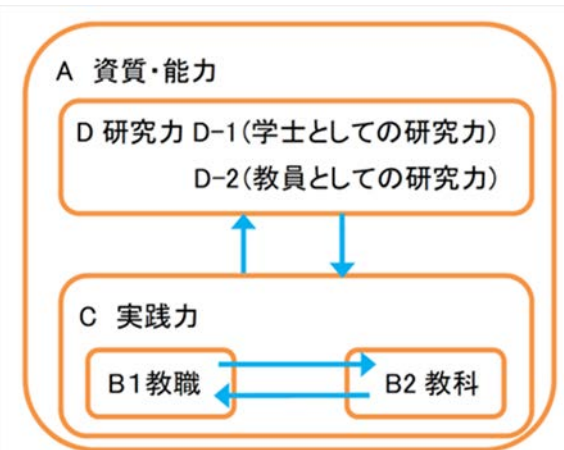 A 資質・能力
D 研究力 D-1(学士としての研究力)
D-2(教員としての研究力)
C 実践力
B1教職
B2 教科